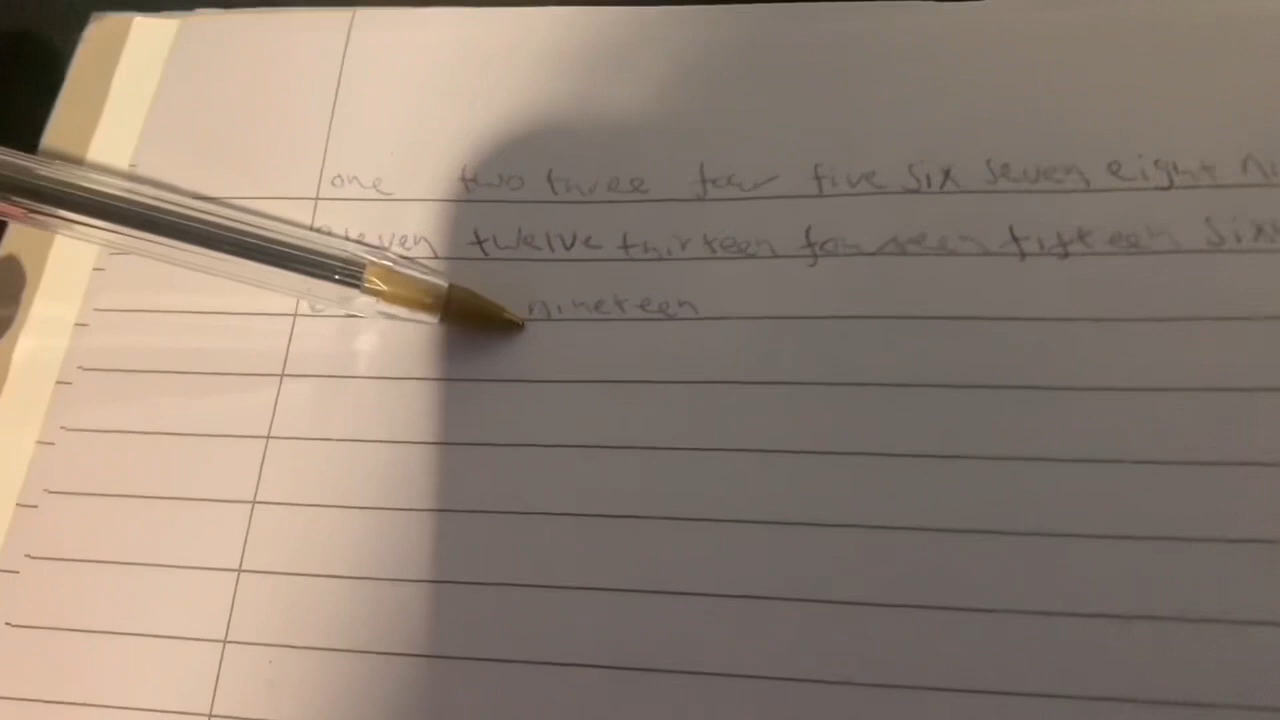 one two three four five six seven eight
eleven twelve thirteen fourteen fifteen
nineteen